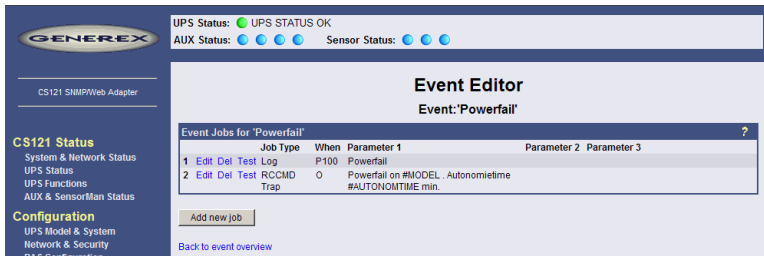 UPS Status: UPS STATUS OK
AUX Status: Sensor Status:
GENEREX
CS121 SNMP/Web Adapter
CS121 Status
System & Network Status
UPS Status
UPS Functions
AUX & SensorMan Status
Configuration
UPS Model & System
Network & Security
Event Editor
Event:'Powerfail'
Event Jobs for 'Powerfail' ?
Job Type When Parameter 1 Parameter 2 Parameter 3
1 Edit Del Test Log P100 Powerfail
2 Edit Del Test RCCMD Trap O Powerfail on #MODEL . Autonomietime
#AUTONOMTIME min.
Add new job
Back to event overview